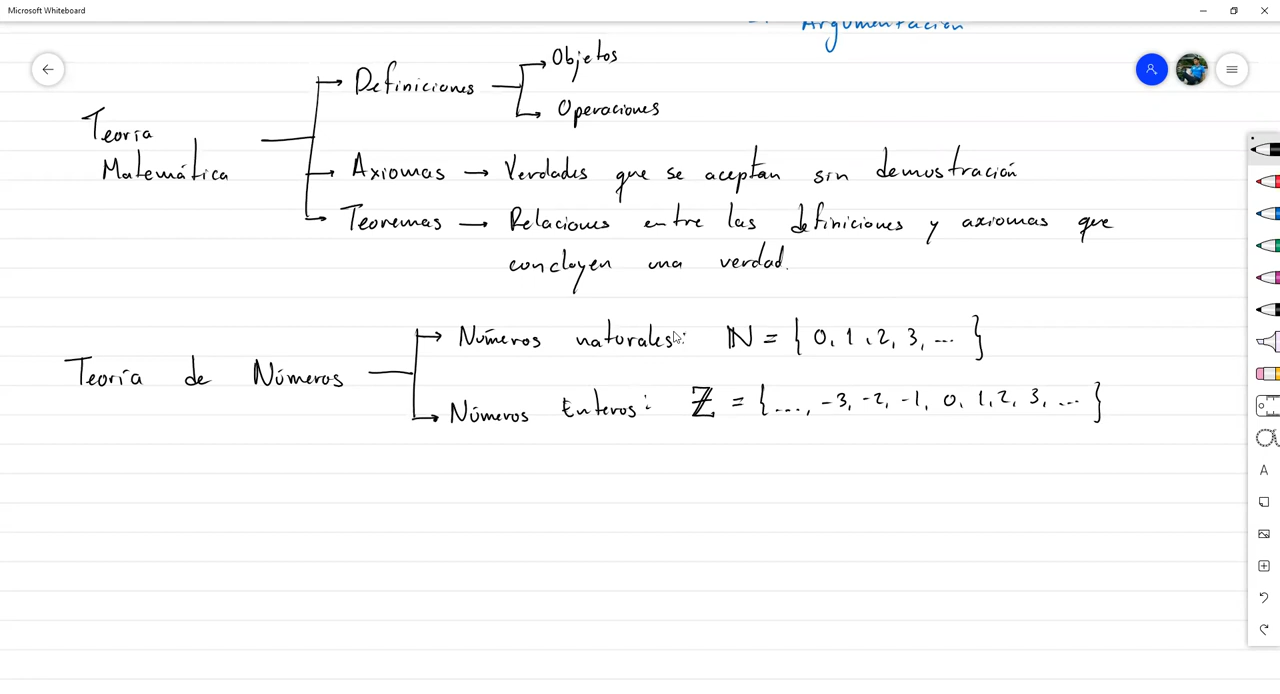 Microsoft Whiteboard
Argumentación
Objetos
Definiciones
Operaciones
Teoría
Matemática
Axiomas → Verdades que se aceptan sin demostración
Teoremas → Relaciones entre las definiciones y axiomas que
concluyen una verdad.
Números naturales: ℕ = { 0, 1, 2, 3, ... }
Teoría de Números
Números Enteros: ℤ = { ..., -3, -2, -1, 0, 1, 2, 3, ... }